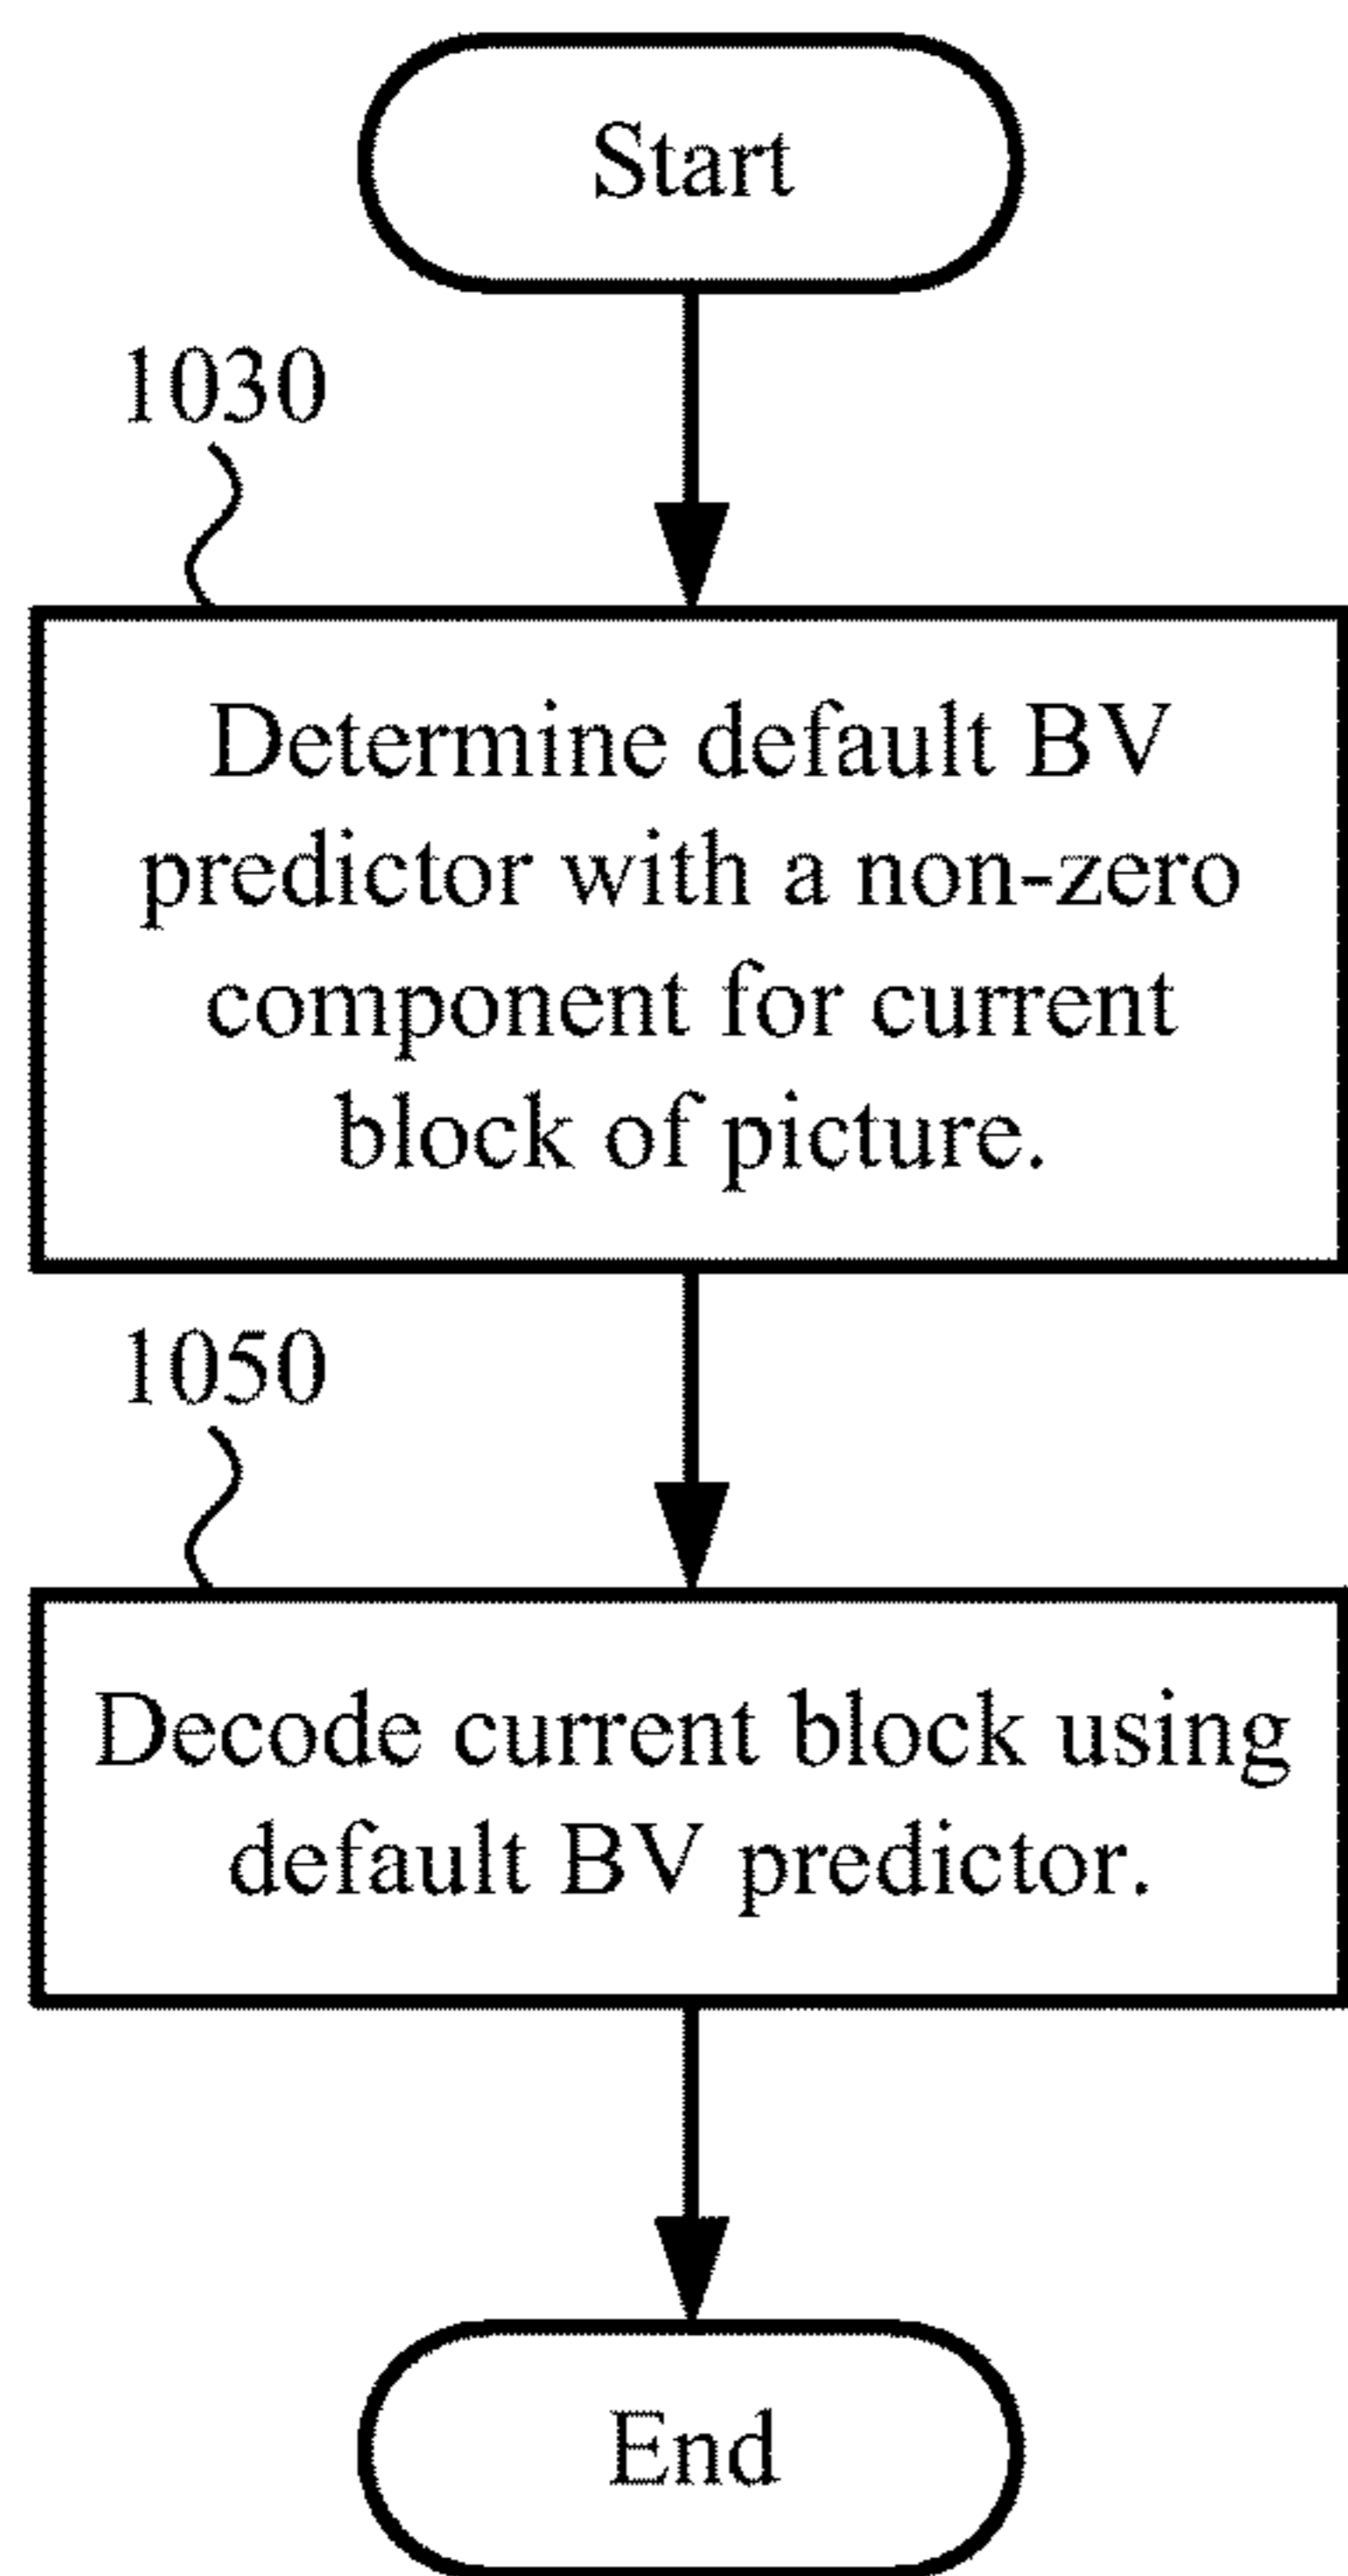 Start
1030
Determine default BV
predictor with a non-zero
component for current
block of picture.
1050
Decode current block using
default BV predictor.
End